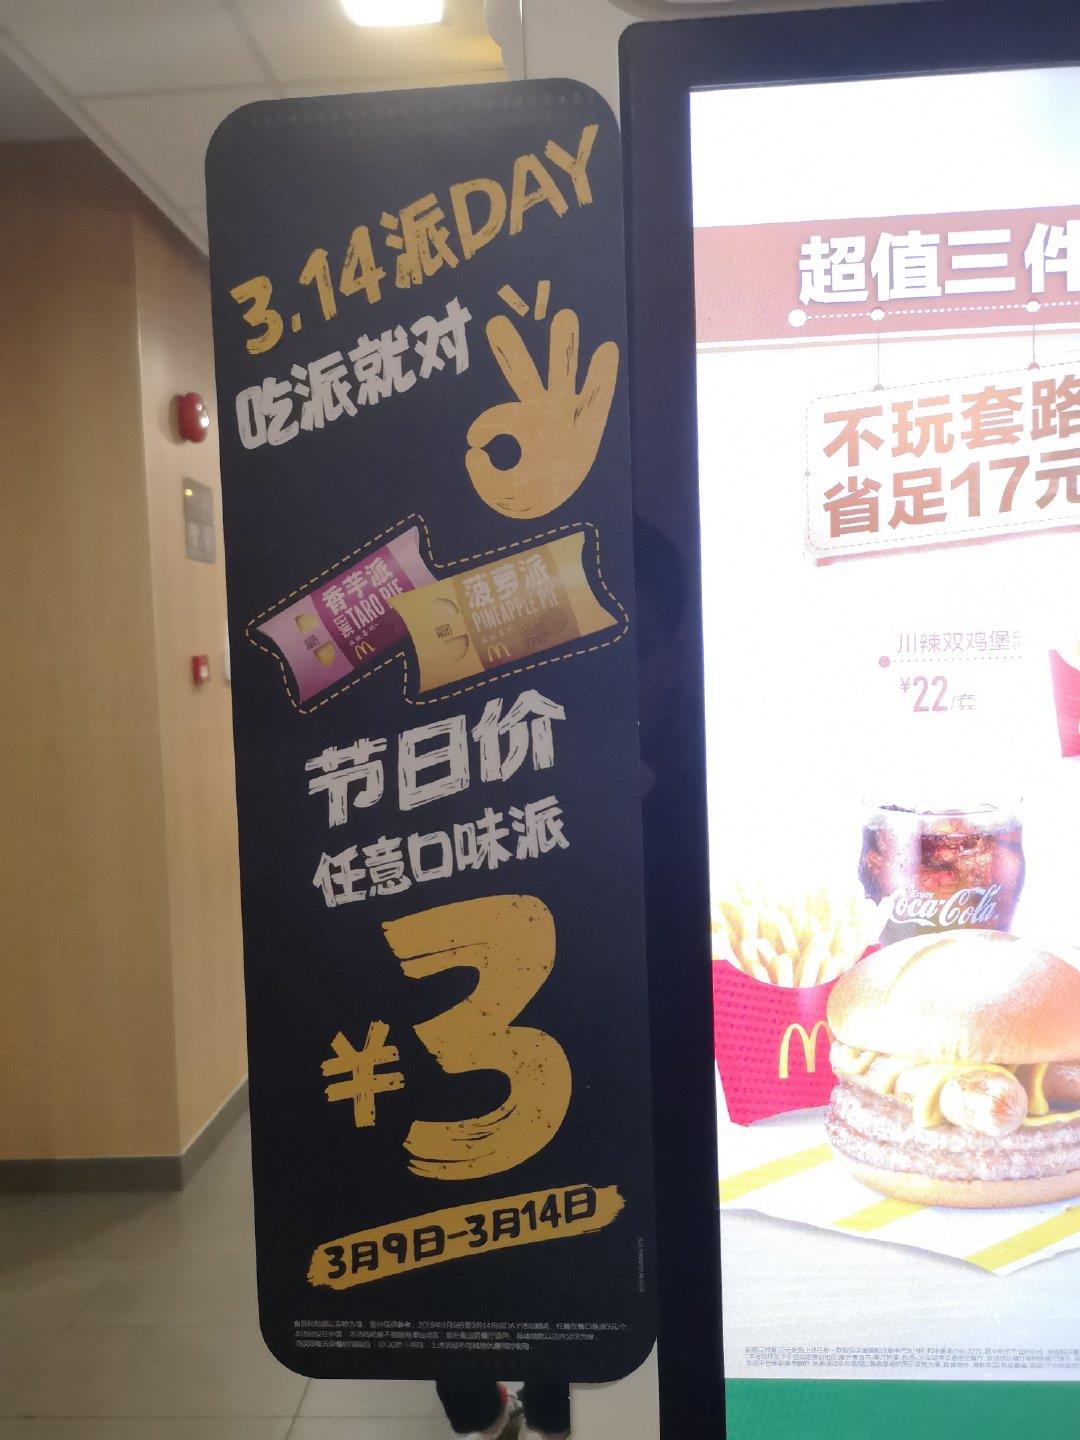 3.14派DAY
吃派就对
香芋派
TARO PIE
菠萝派
PINEAPPLE PIE
节日价
任意口味派
¥3
3月9日-3月14日
超值三件
不玩套路
省足17元
川辣双鸡堡
¥22/套
Enjoy
Coca-Cola